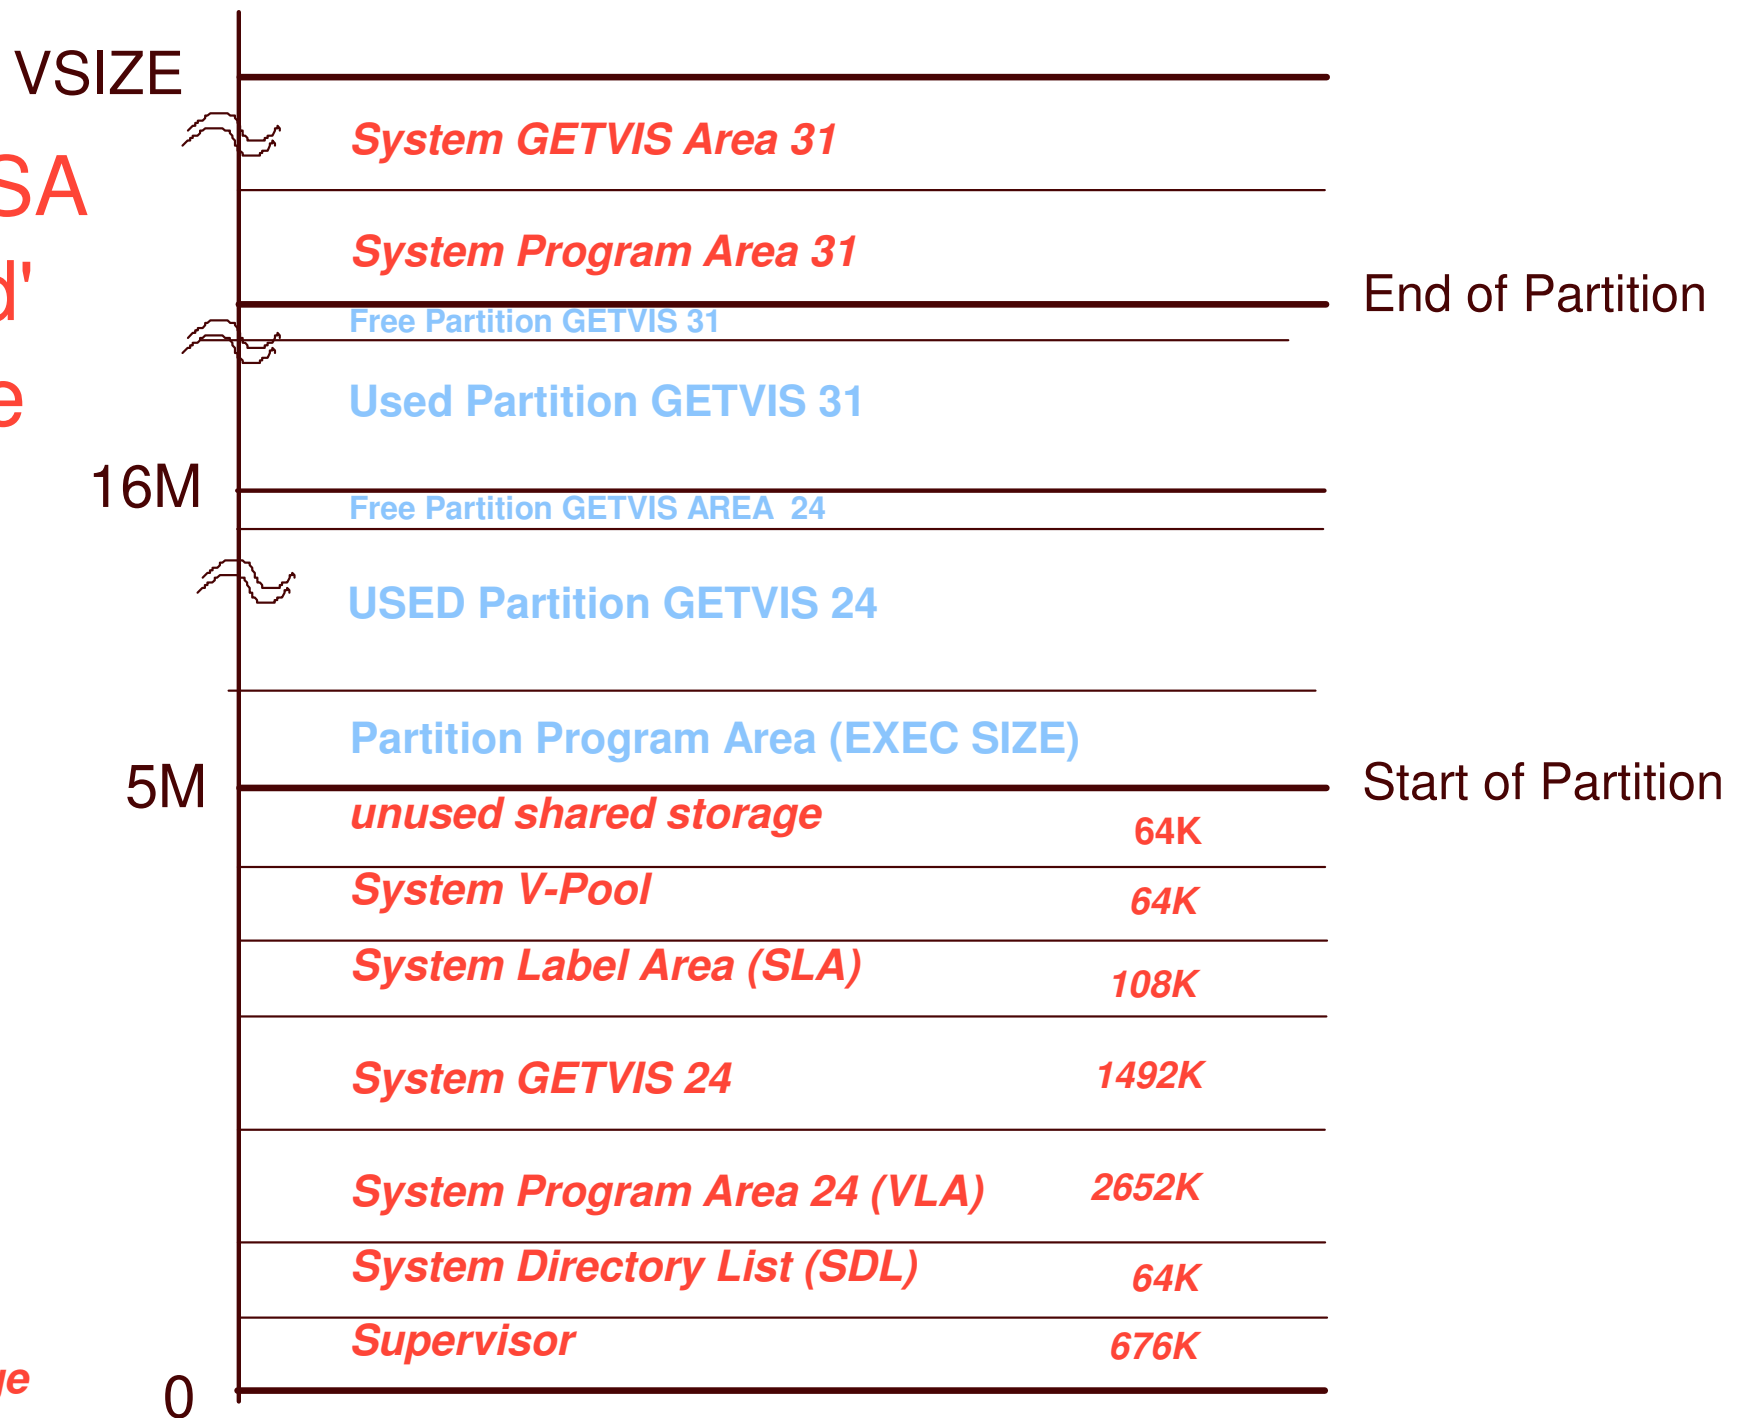 VSIZE
System GETVIS Area 31
SA
System Program Area 31
d'
End of Partition
Free Partition GETVIS 31
e
Used Partition GETVIS 31
16M
Free Partition GETVIS AREA 24
USED Partition GETVIS 24
Partition Program Area (EXEC SIZE)
5M
Start of Partition
unused shared storage 64K
System V-Pool 64K
System Label Area (SLA) 108K
System GETVIS 24 1492K
System Program Area 24 (VLA) 2652K
System Directory List (SDL) 64K
Supervisor 676K
ge
0